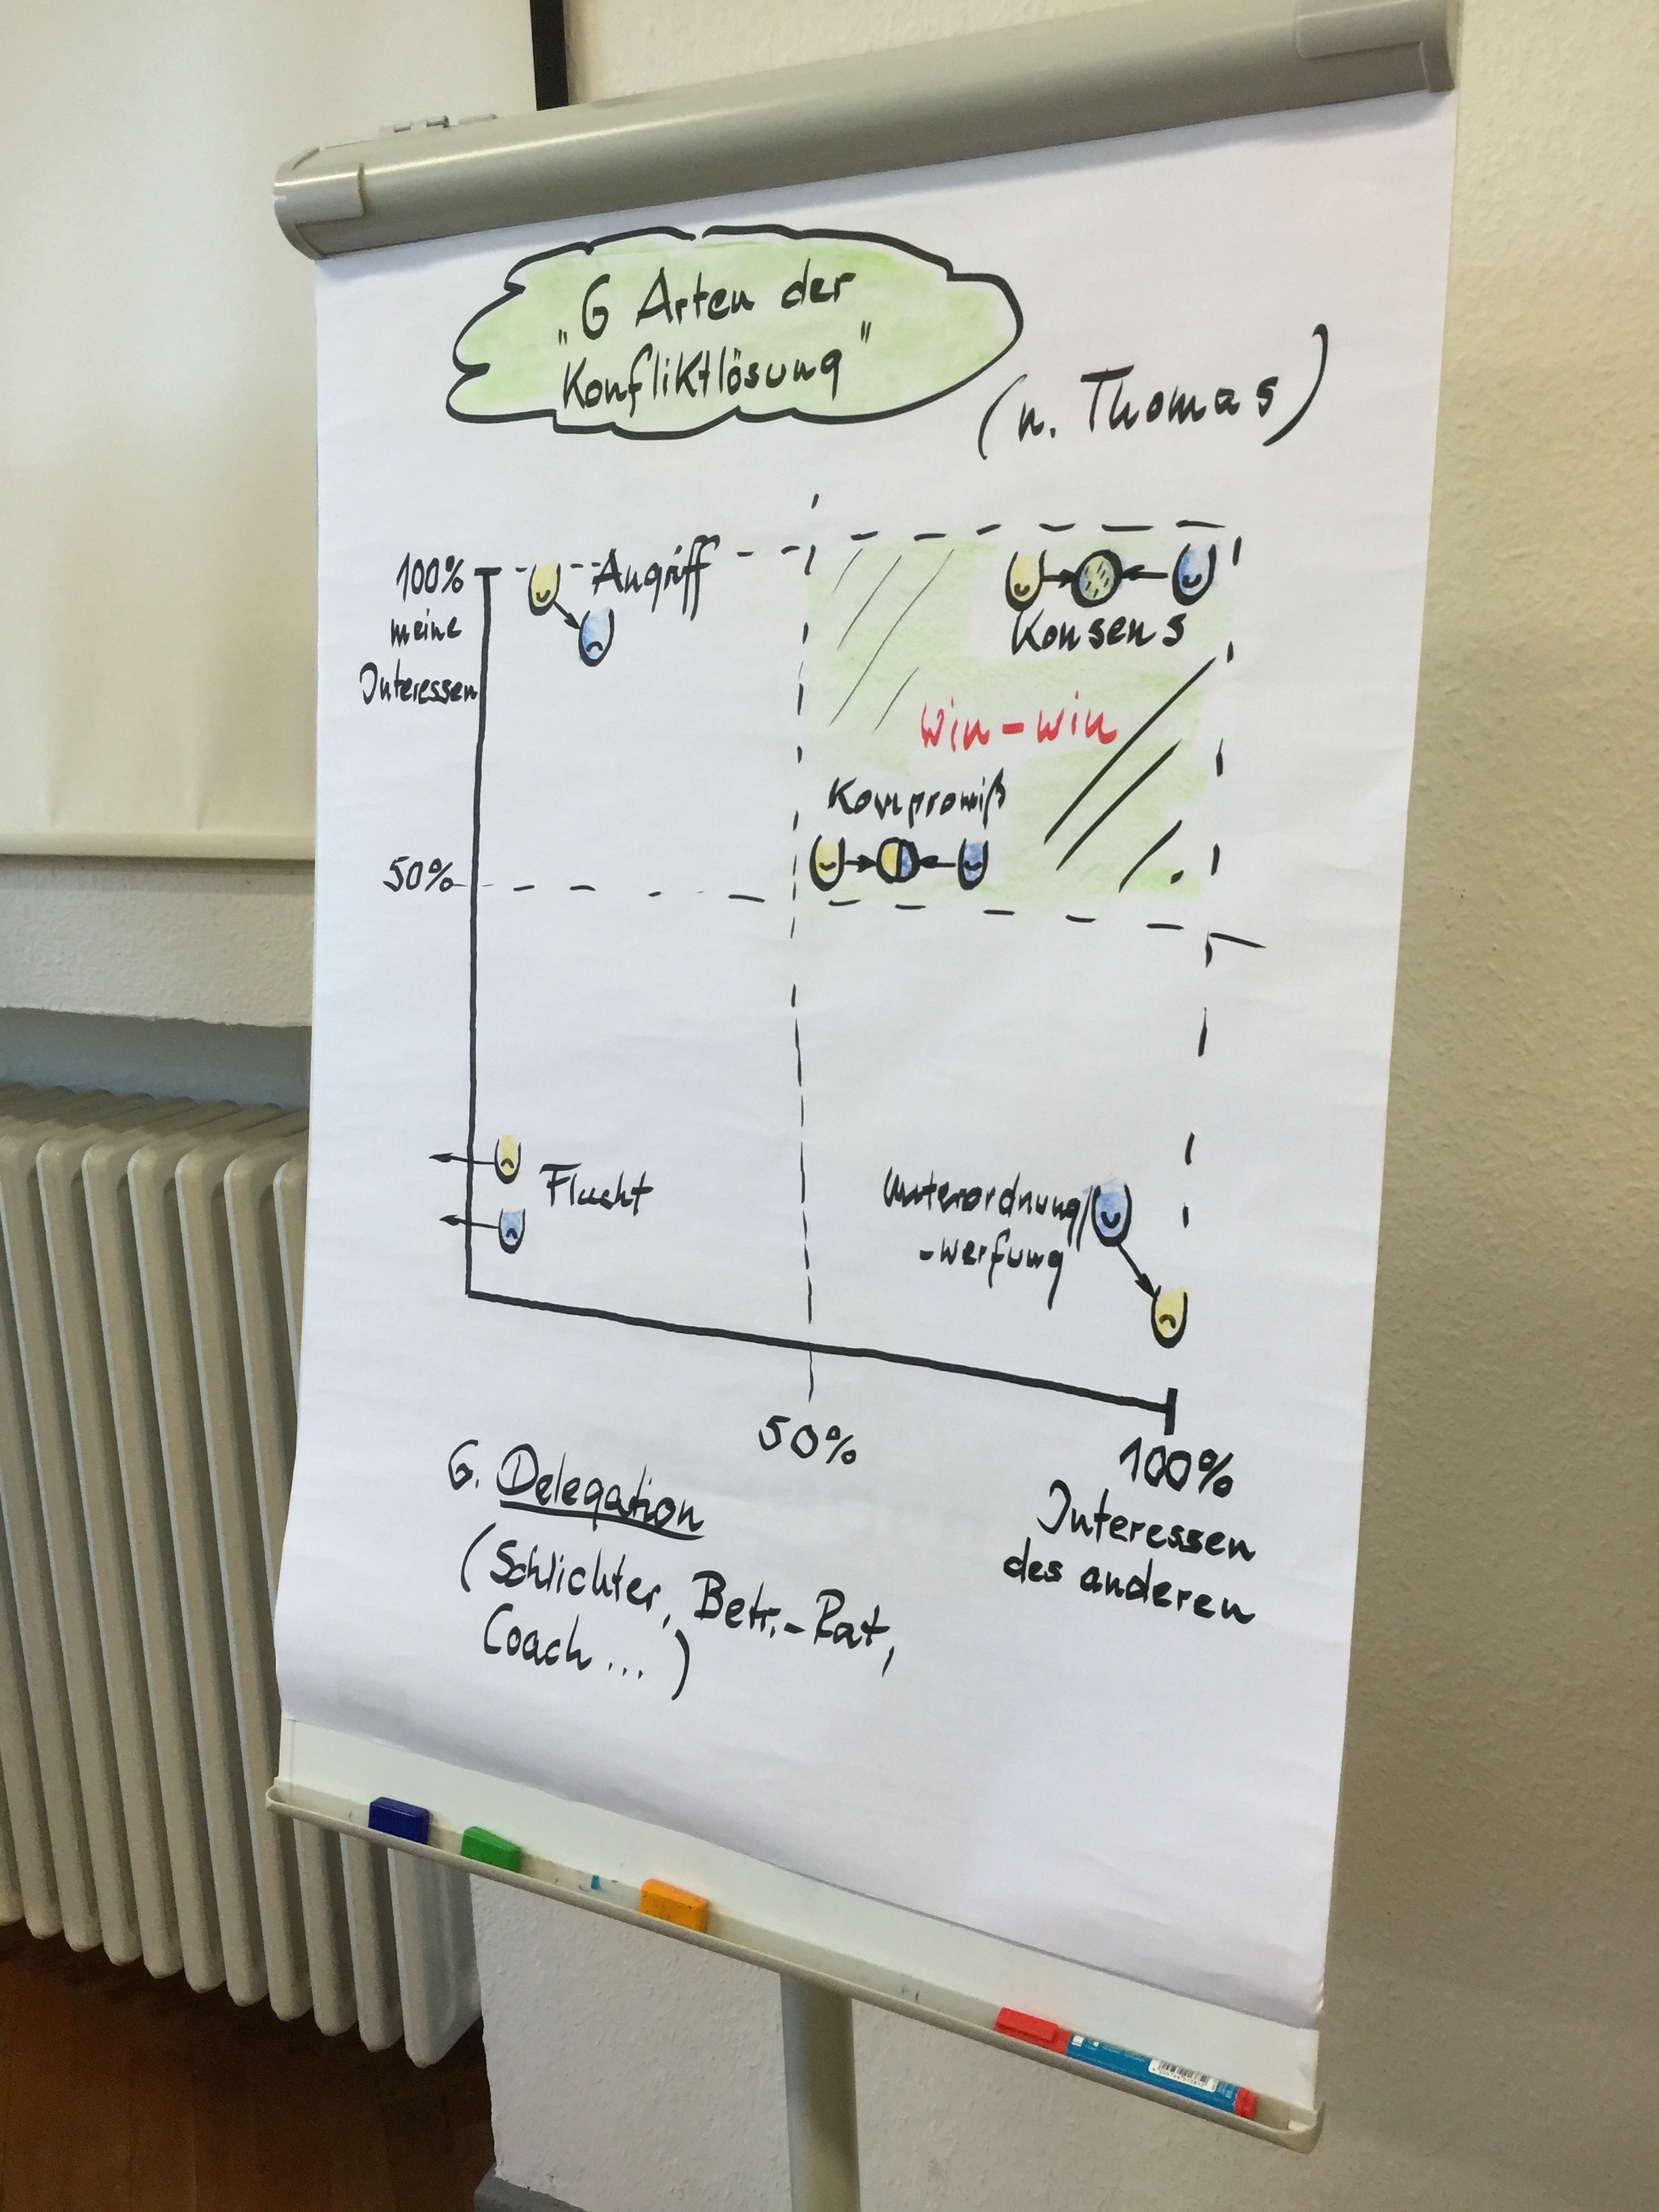 „6 Arten der
Konfliktlösung“
(n. Thomas)
100%
meine
Interessen
Angriff
Konsens
win-win
Kompromiß
50%
Flucht
Unterordnung/
-werfung
50%
100%
Interessen
des anderen
6. Delegation
(Schlichter, Betr.-Rat,
Coach...)